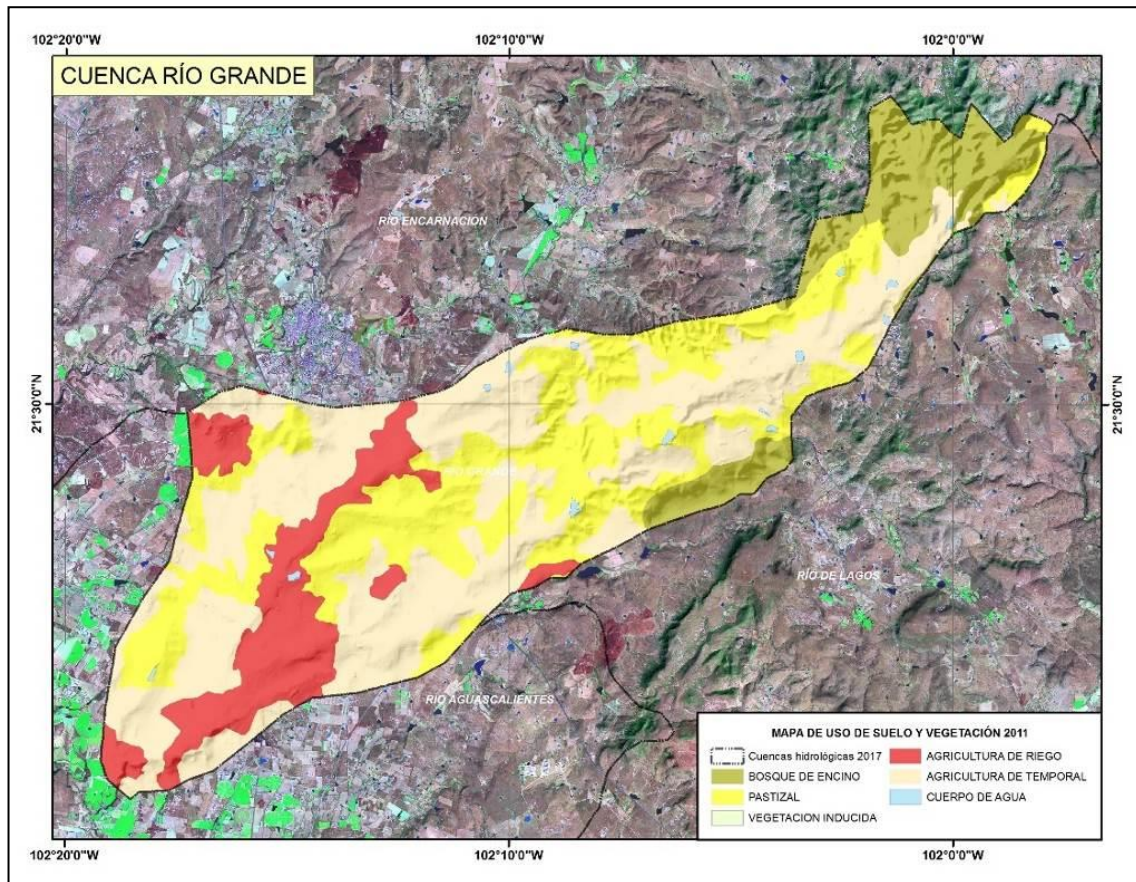 102°20'0"W
102°10'0"W
102°0'0"W
CUENCA RÍO GRANDE
RÍO ENCARNACION
21°30'0"N
21°30'0"N
RÍO GRANDE
RÍO DE LAGOS
RÍO AGUASCALIENTES
MAPA DE USO DE SUELO Y VEGETACIÓN 2011
Cuencas hidrológicas 2017
BOSQUE DE ENCINO
PASTIZAL
VEGETACION INDUCIDA
AGRICULTURA DE RIEGO
AGRICULTURA DE TEMPORAL
CUERPO DE AGUA
102°20'0"W
102°10'0"W
102°0'0"W